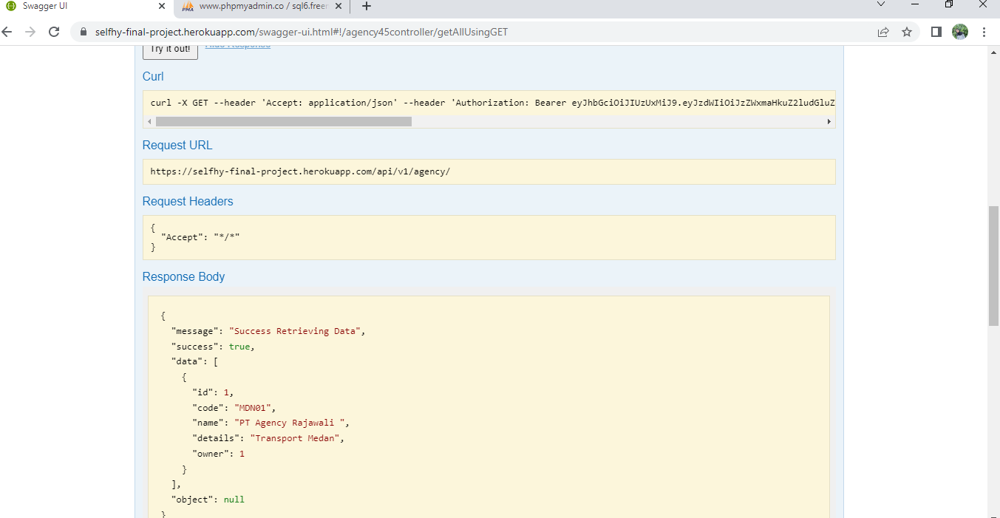 Swagger UI
www.phpmyadmin.co / sql6.freen
selfhy-final-project.herokuapp.com/swagger-ui.html#!/agency45controller/getAllUsingGET
Try it out! Hide Response
Curl
curl -X GET --header 'Accept: application/json' --header 'Authorization: Bearer eyJhbGciOiJIUzUxMiJ9.eyJzdWIiOiJzZWxmaHkuZ2ludGluZ
Request URL
https://selfhy-final-project.herokuapp.com/api/v1/agency/
Request Headers
{
"Accept": "*/*"
}
Response Body
{
"message": "Success Retrieving Data",
"success": true,
"data": [
{
"id": 1,
"code": "MDN01",
"name": "PT Agency Rajawali ",
"details": "Transport Medan",
"owner": 1
}
],
"object": null
}